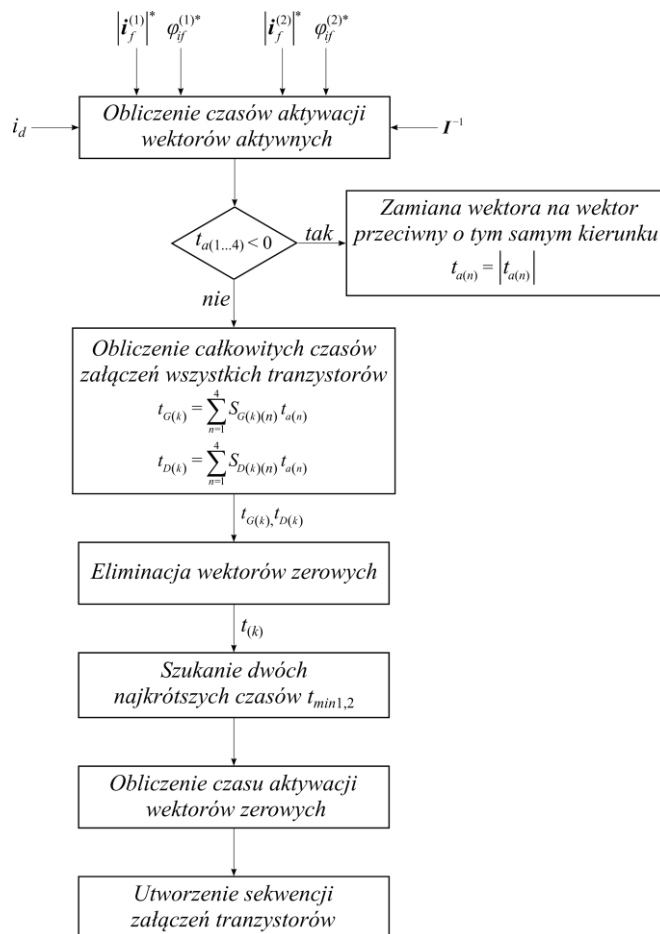 |i_f^(1)|* φ_if^(1)* |i_f^(2)|* φ_if^(2)*
i_d
Obliczenie czasów aktywacji
wektorów aktywnych
I^−1
t_a(1...4) < 0
tak
Zamiana wektora na wektor
przeciwny o tym samym kierunku
t_a(n) = |t_a(n)|
nie
Obliczenie całkowitych czasów
załączeń wszystkich tranzystorów
t_G(k) = ∑_{n=1}^{4} S_G(k)(n) t_a(n)
t_D(k) = ∑_{n=1}^{4} S_D(k)(n) t_a(n)
t_G(k), t_D(k)
Eliminacja wektorów zerowych
t_(k)
Szukanie dwóch
najkrótszych czasów t_min1,2
Obliczenie czasu aktywacji
wektorów zerowych
Utworzenie sekwencji
załączeń tranzystorów